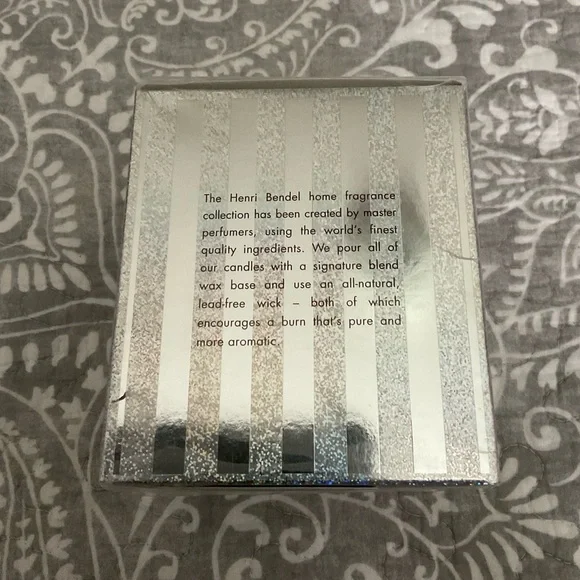 The Henri Bendel home fragrance
collection has been created by master
perfumers, using the world's finest
quality ingredients. We pour all of
our candles with a signature blend
wax base and use an all-natural,
lead-free wick – both of which
encourages a burn that's pure and
more aromatic.